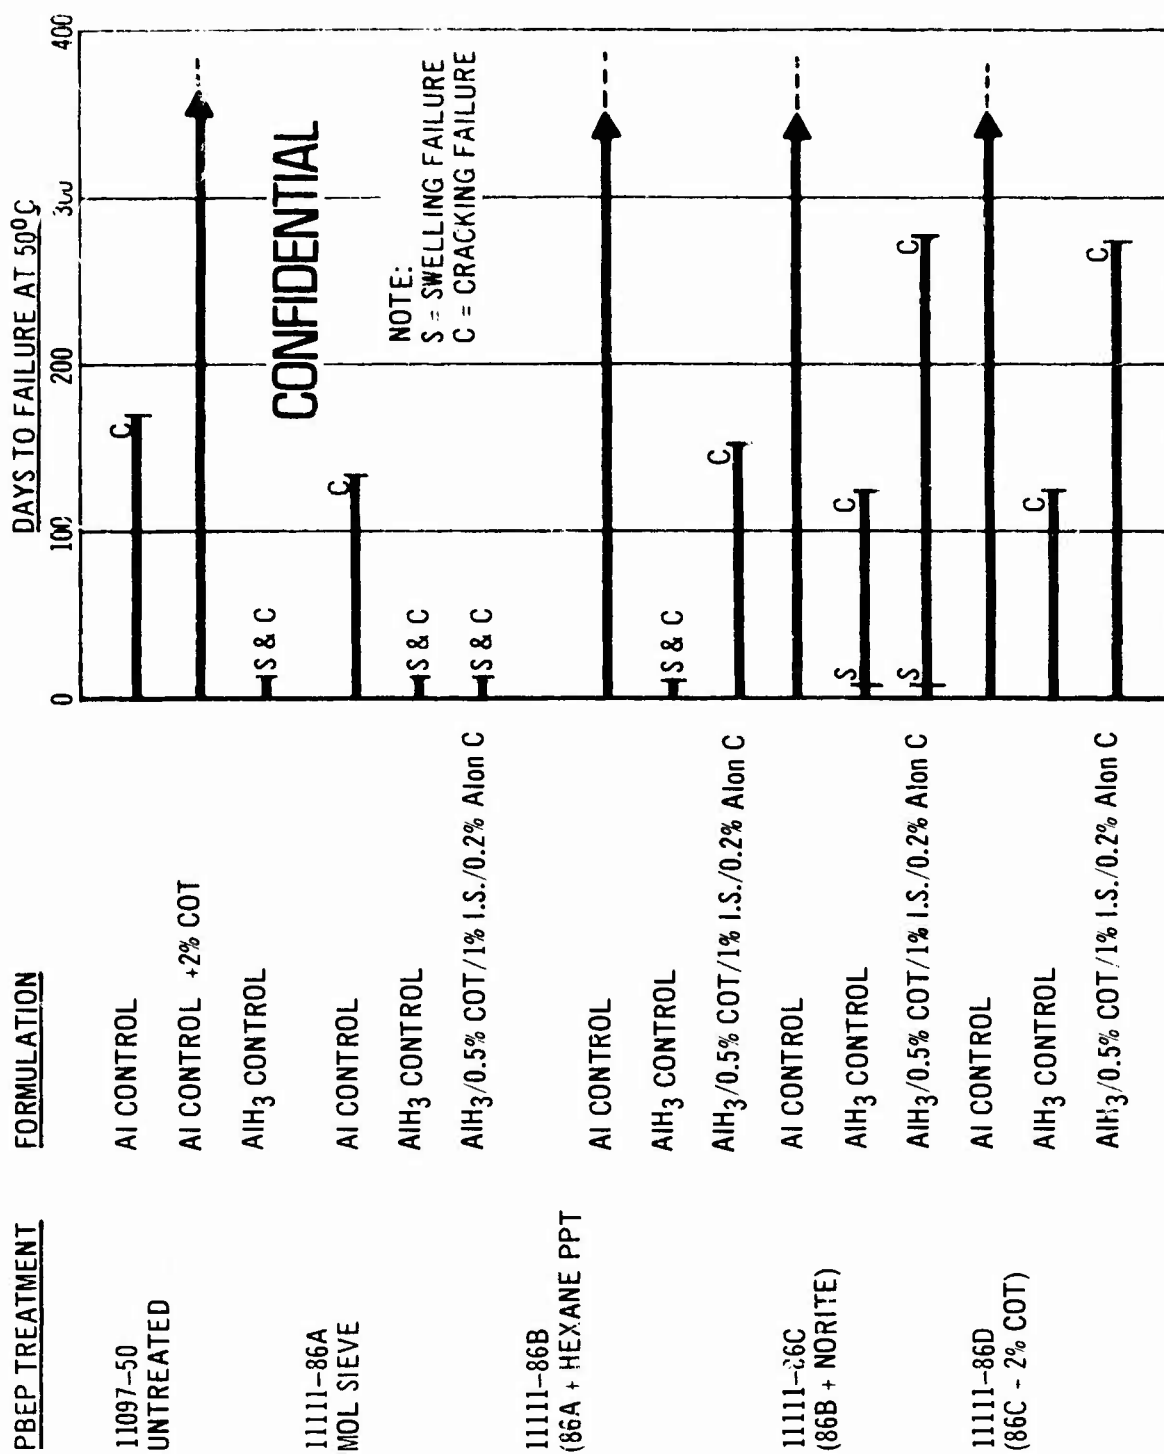 DAYS TO FAILURE AT 50°C
0 100 200 300 400
PBEP TREATMENT
FORMULATION
11097-50
UNTREATED
Al CONTROL
C
Al CONTROL +2% COT
AlH3 CONTROL
S & C
CONFIDENTIAL
11111-86A
MOL SIEVE
Al CONTROL
C
AlH3 CONTROL
S & C
AlH3/0.5% COT/1% I.S./0.2% Alon C
S & C
NOTE:
S = SWELLING FAILURE
C = CRACKING FAILURE
11111-86B
(86A + HEXANE PPT
Al CONTROL
AlH3 CONTROL
S & C
AlH3/0.5% COT/1% I.S./0.2% Alon C
C
11111-86C
(86B + NORITE)
Al CONTROL
AlH3 CONTROL
S
C
AlH3/0.5% COT/1% I.S./0.2% Alon C
S
C
11111-86D
(86C + 2% COT)
Al CONTROL
AlH3 CONTROL
C
AlH3/0.5% COT/1% I.S./0.2% Alon C
C